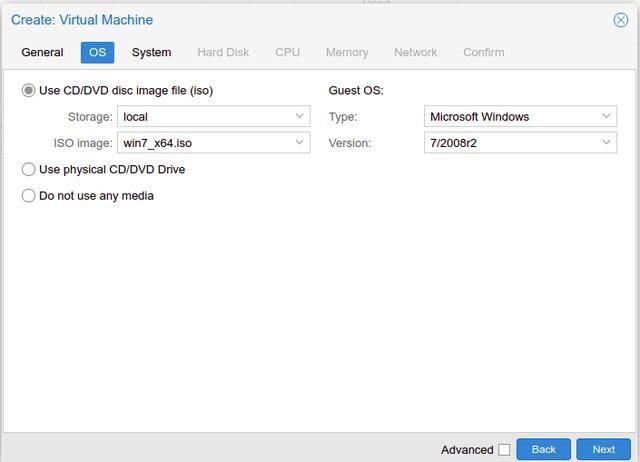 Used
Create: Virtual Machine
General OS System Hard Disk CPU Memory Network Confirm
Use CD/DVD disc image file (iso) Guest OS:
Storage: local Type: Microsoft Windows
ISO image: win7_x64.iso Version: 7/2008r2
Use physical CD/DVD Drive
Do not use any media
Advanced Back Next